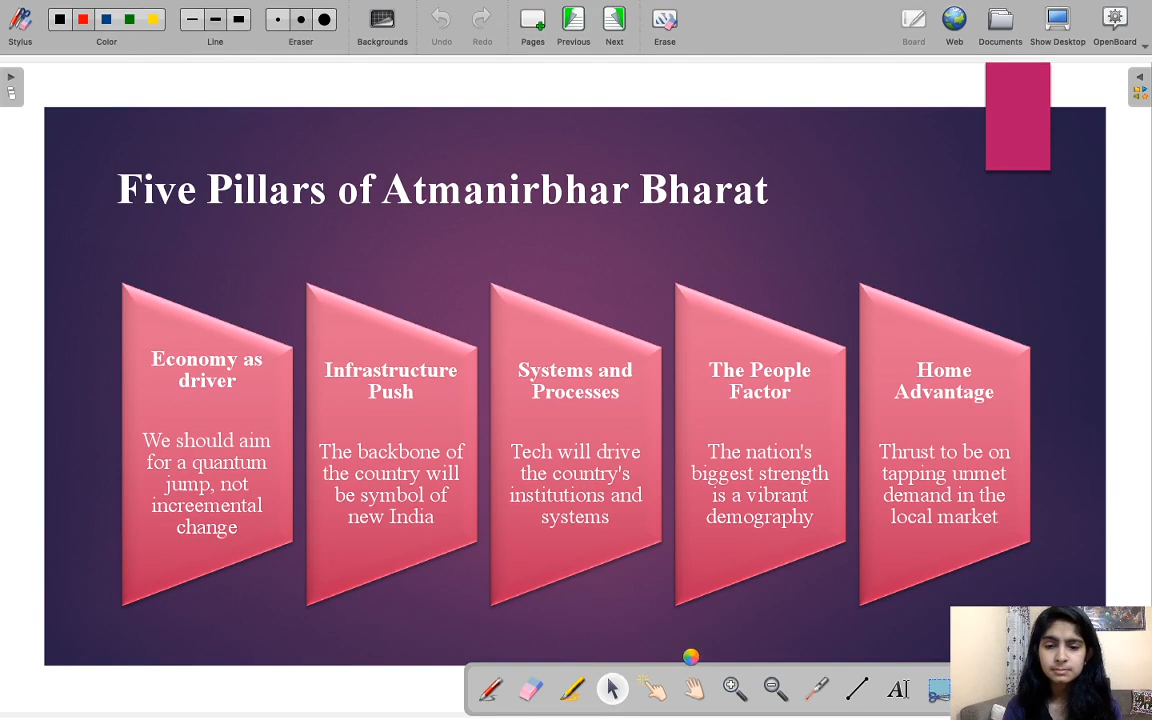 Stylus
Color
Line
Eraser
Backgrounds
Undo
Redo
Pages
Previous
Next
Erase
Board
Web
Documents
Show Desktop
OpenBoard
Five Pillars of Atmanirbhar Bharat
Economy as
driver
We should aim
for a quantum
jump, not
incremental
change
Infrastructure
Push
The backbone of
the country will
be symbol of
new India
Systems and
Processes
Tech will drive
the country's
institutions and
systems
The People
Factor
The nation's
biggest strength
is a vibrant
demography
Home
Advantage
Thrust to be on
tapping unmet
demand in the
local market